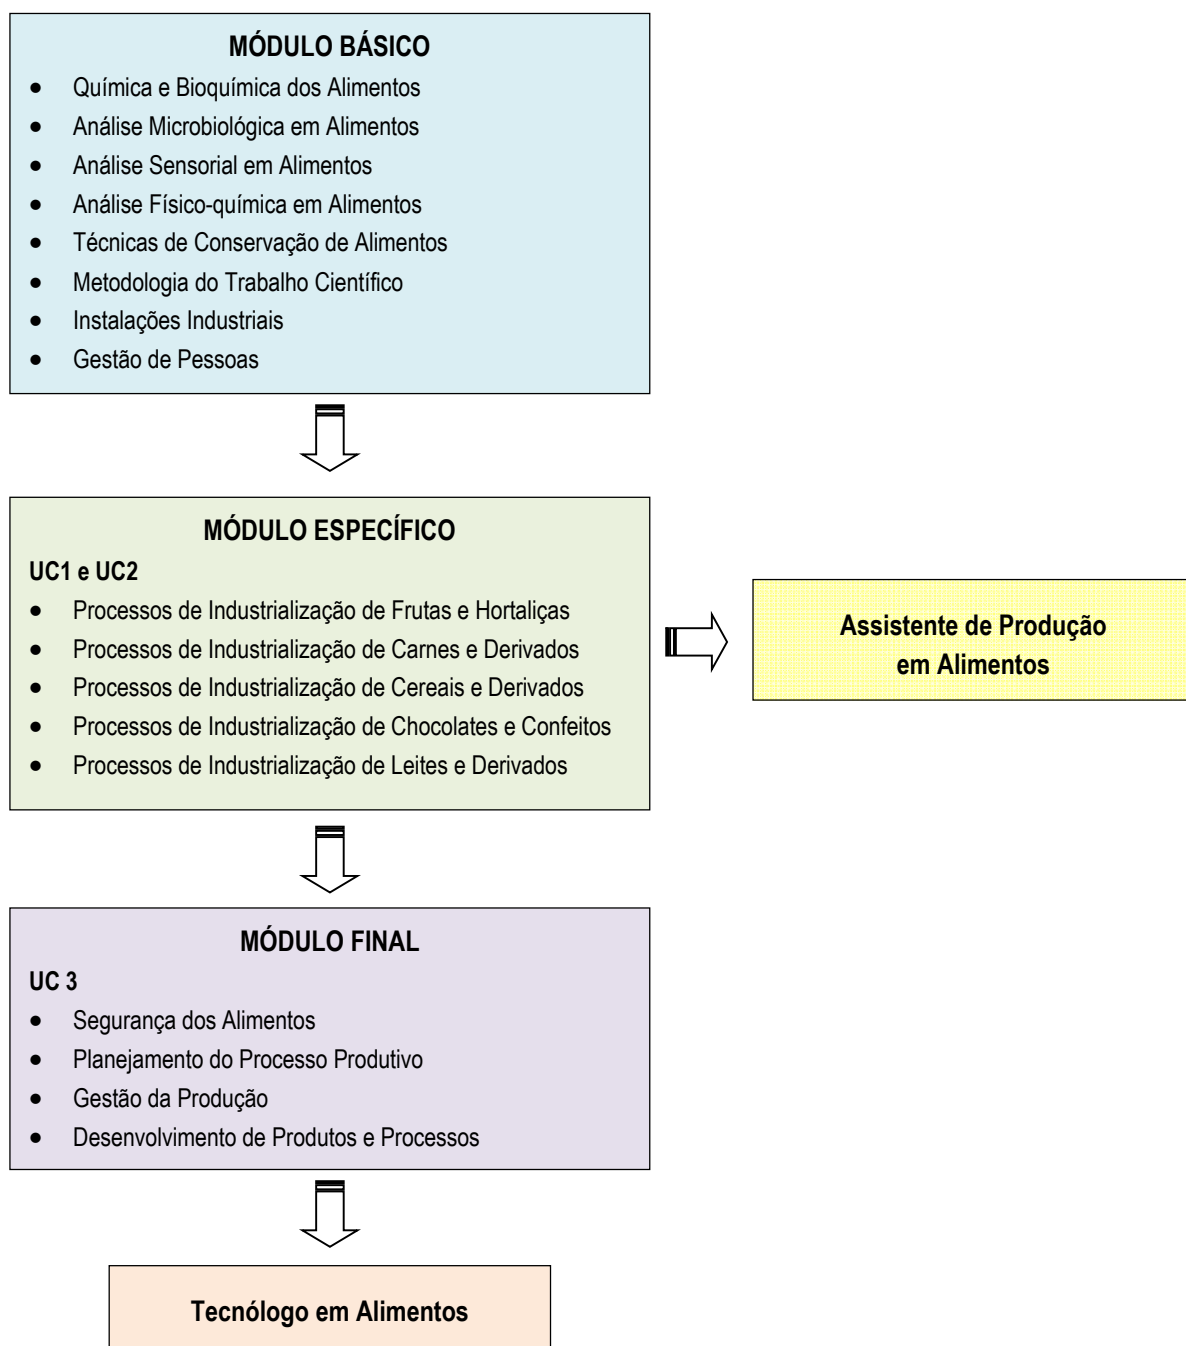 MÓDULO BÁSICO
• Química e Bioquímica dos Alimentos
• Análise Microbiológica em Alimentos
• Análise Sensorial em Alimentos
• Análise Físico-química em Alimentos
• Técnicas de Conservação de Alimentos
• Metodologia do Trabalho Científico
• Instalações Industriais
• Gestão de Pessoas
MÓDULO ESPECÍFICO
UC1 e UC2
• Processos de Industrialização de Frutas e Hortaliças
• Processos de Industrialização de Carnes e Derivados
• Processos de Industrialização de Cereais e Derivados
• Processos de Industrialização de Chocolates e Confeitos
• Processos de Industrialização de Leites e Derivados
Assistente de Produção
em Alimentos
MÓDULO FINAL
UC 3
• Segurança dos Alimentos
• Planejamento do Processo Produtivo
• Gestão da Produção
• Desenvolvimento de Produtos e Processos
Tecnólogo em Alimentos